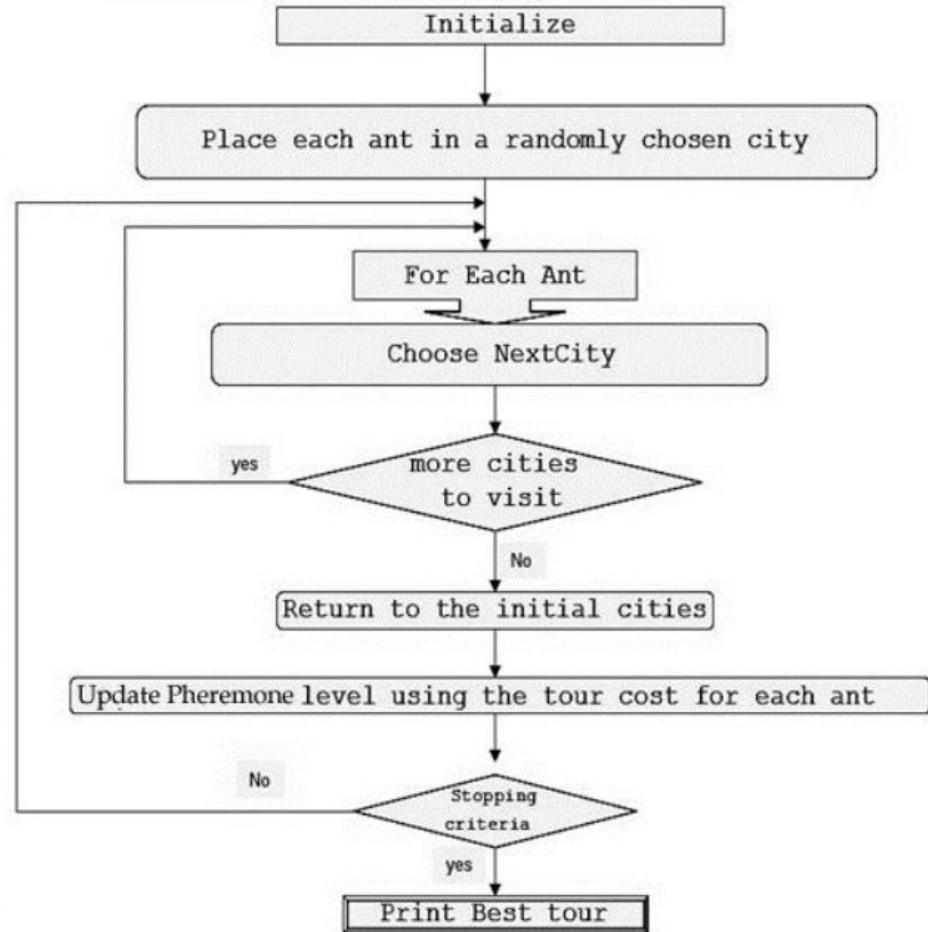 Initialize
Place each ant in a randomly chosen city
For Each Ant
Choose NextCity
yes
more cities
to visit
No
Return to the initial cities
Update Pheremone level using the tour cost for each ant
No
Stopping
criteria
yes
Print Best tour